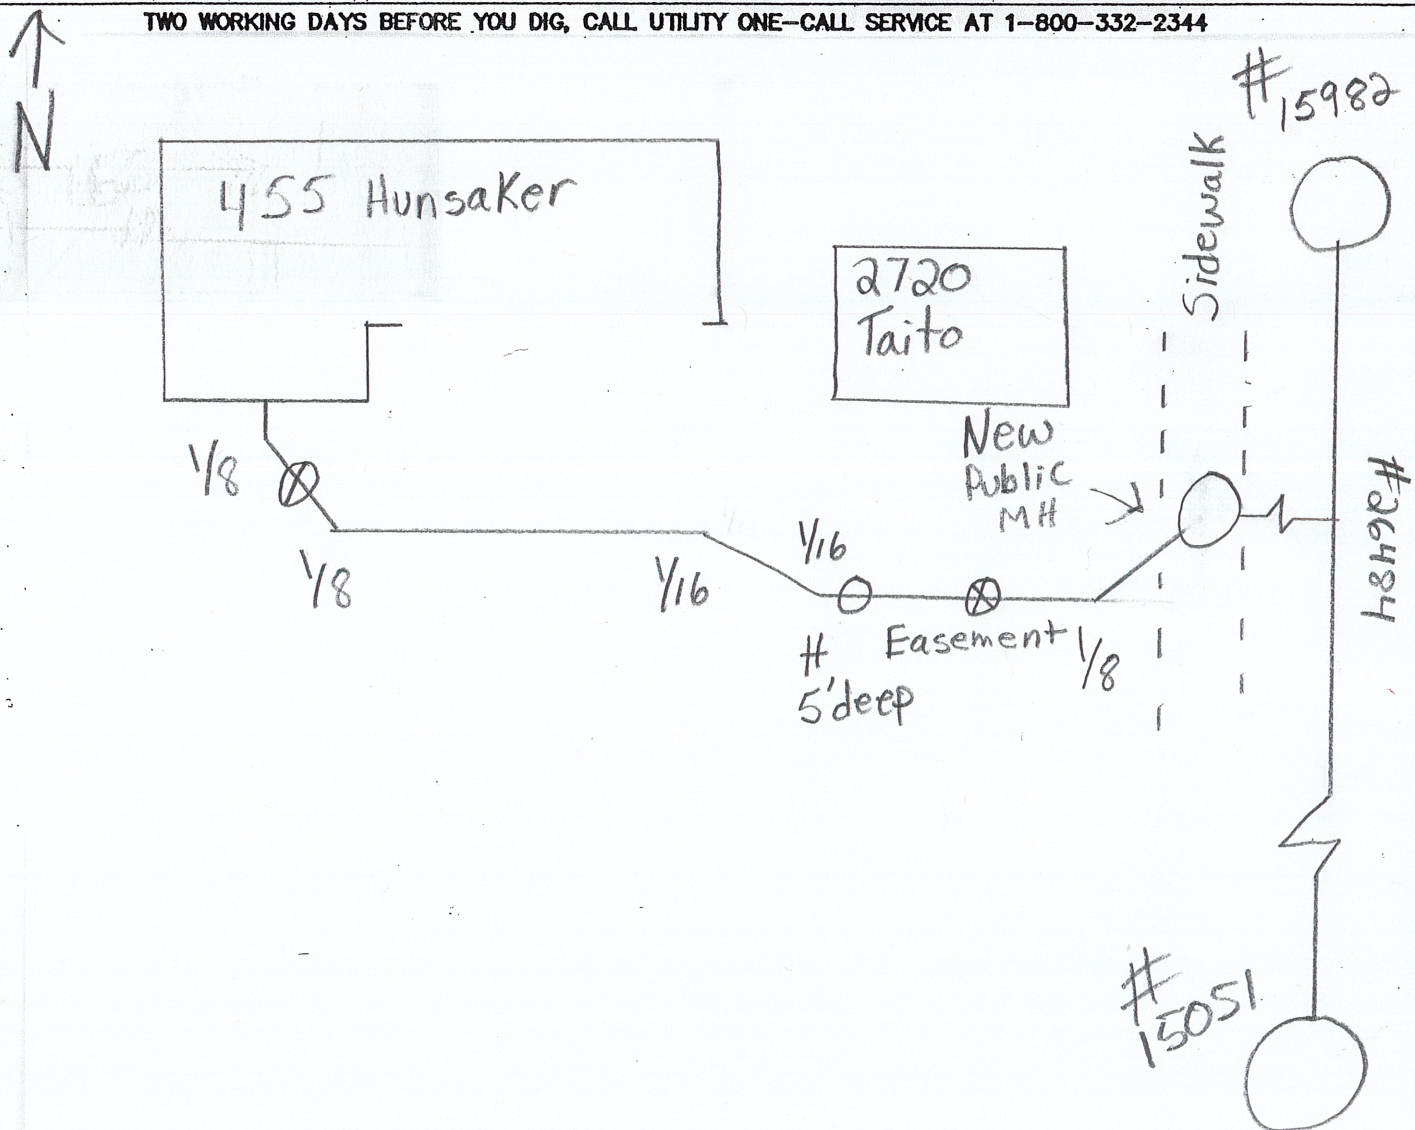 TWO WORKING DAYS BEFORE YOU DIG, CALL UTILITY ONE-CALL SERVICE AT 1-800-332-2344
N
#15982
455 Hunsaker
Sidewalk
2720
Taito
New
Public
MH
1/8
1/8
1/16
1/16
#
5' deep
Easement
1/8
#26484
#
15051